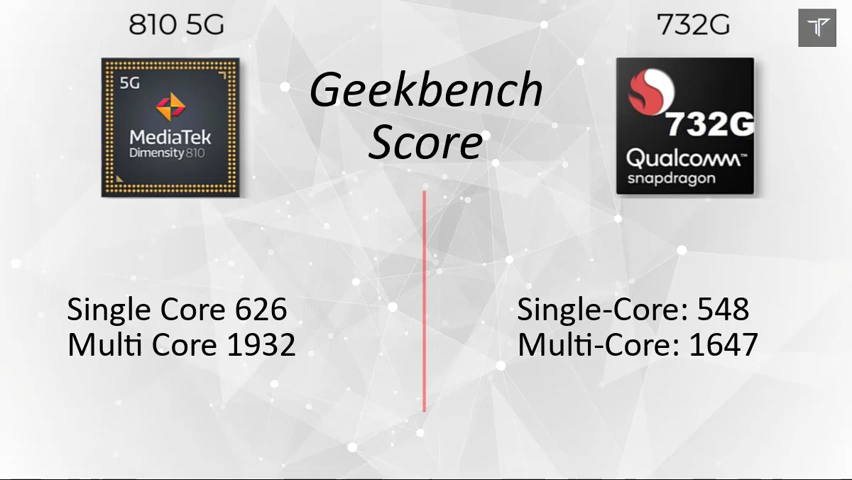 810 5G
732G
5G
MediaTek
Dimensity 810
Geekbench
Score
732G
Qualcomm™
snapdragon
Single Core 626
Multi Core 1932
Single-Core: 548
Multi-Core: 1647